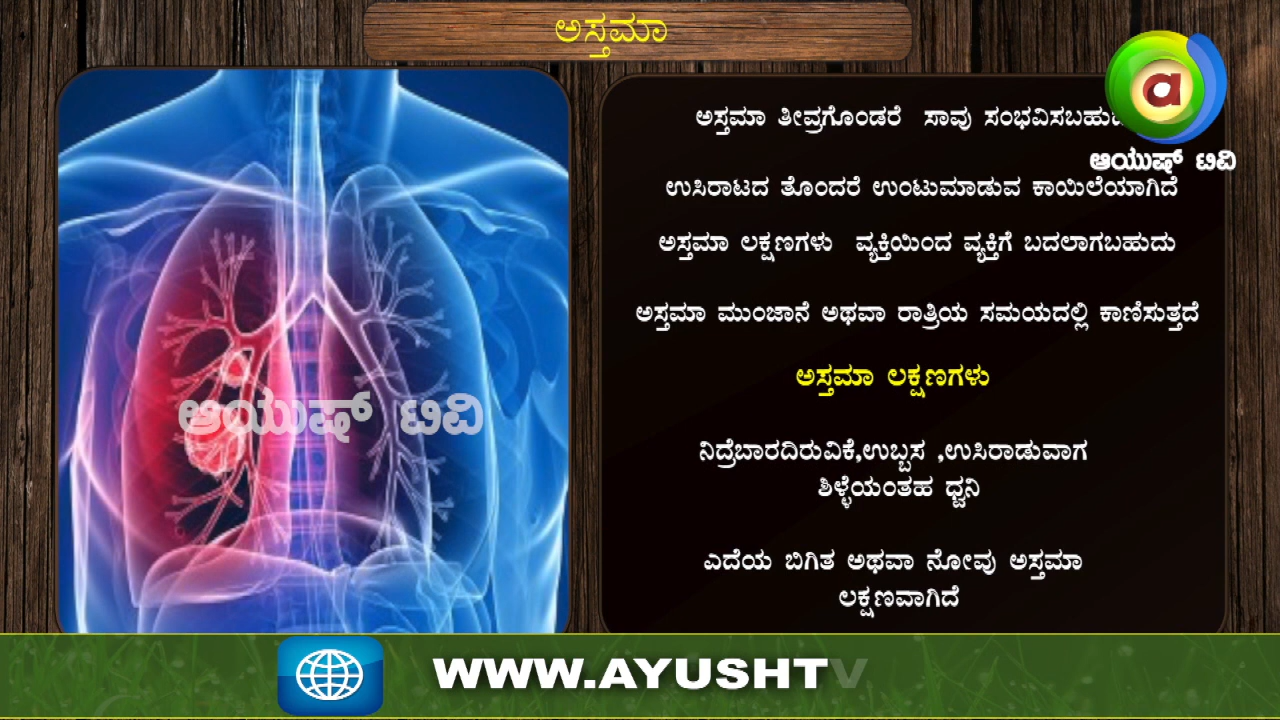 ಅಸ್ತಮಾ
ಅಸ್ತಮಾ ತೀವ್ರಗೊಂಡರೆ ಸಾವು
ಆಯುಷ್ ಟಿವಿ
ಉಸಿರಾಟದ ತೊಂದರೆ ಉಂಟುಮಾಡುವ ಕಾಯಿಲೆಯಾಗಿದೆ
ಅಸ್ತಮಾ ಲಕ್ಷಣಗಳು ವ್ಯಕ್ತಿಯಿಂದ ವ್ಯಕ್ತಿಗೆ ಬದಲಾಗಬಹುದು
ಅಸ್ತಮಾ ಮುಂಜಾನೆ ಅಥವಾ ರಾತ್ರಿಯ ಸಮಯದಲ್ಲಿ ಕಾಣಿಸುತ್ತದೆ
ಅಸ್ತಮಾ ಲಕ್ಷಣಗಳು
ಆಯುಷ್ ಟಿವಿ
ನಿದ್ರೆಬಾರದಿರುವಿಕೆ,ಉಬ್ಬಸ ,ಉಸಿರಾಡುವಾಗ
ಶಿಳ್ಳೆಯಂತಹ ಧ್ವನಿ
ಎದೆಯ ಬಿಗಿತ ಅಥವಾ ನೋವು ಅಸ್ತಮಾ
ಲಕ್ಷಣವಾಗಿದೆ
WWW.AYUSHTV